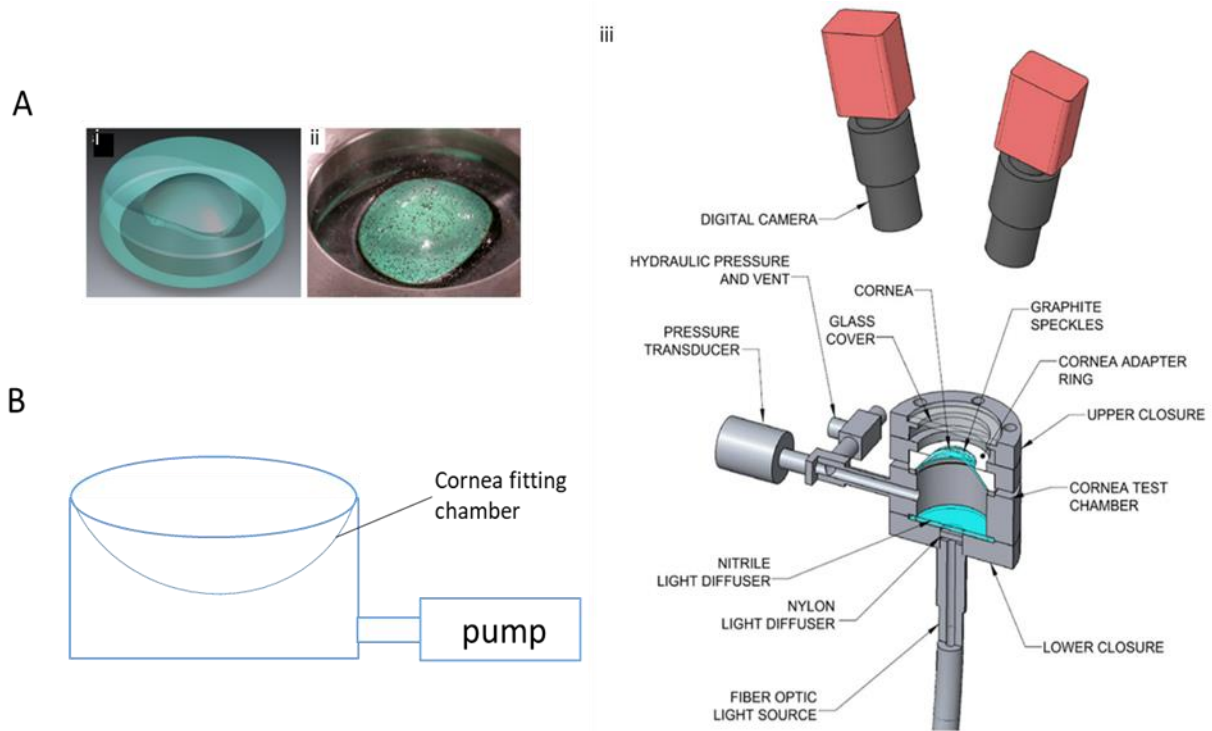 A
i
ii
B
Cornea fitting
chamber
pump
iii
DIGITAL CAMERA
HYDRAULIC PRESSURE
AND VENT
CORNEA
GRAPHITE
SPECKLES
GLASS
COVER
PRESSURE
TRANSDUCER
CORNEA ADAPTER
RING
UPPER CLOSURE
CORNEA TEST
CHAMBER
NITRILE
LIGHT DIFFUSER
NYLON
LIGHT DIFFUSER
LOWER CLOSURE
FIBER OPTIC
LIGHT SOURCE